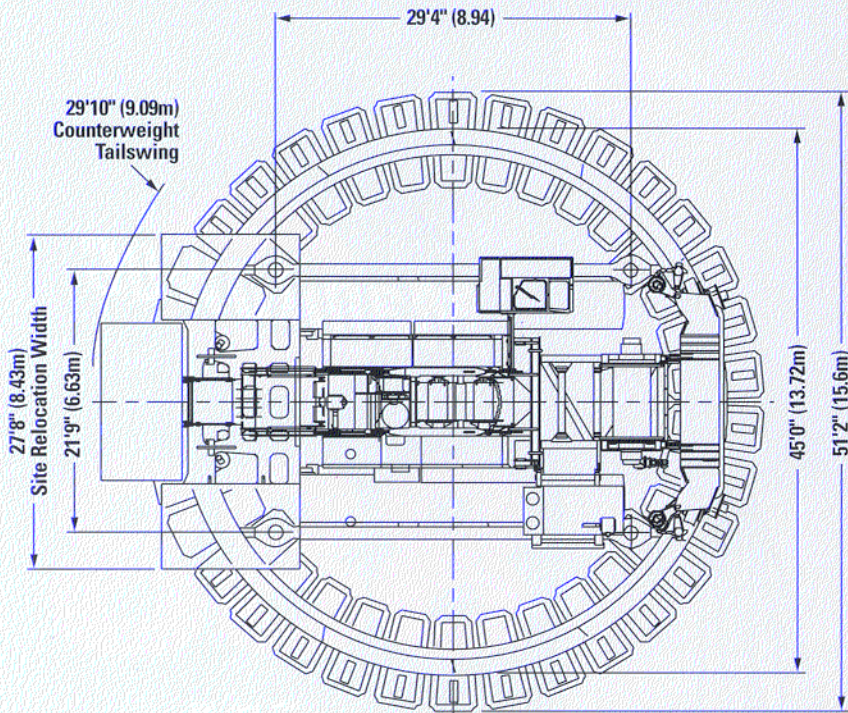 29'4" (8.94)
29'10" (9.09m)
Counterweight
Tailswing
27'8" (8.43m)
Site Relocation Width
21'9" (6.63m)
45'0" (13.72m)
51'2" (15.6m)